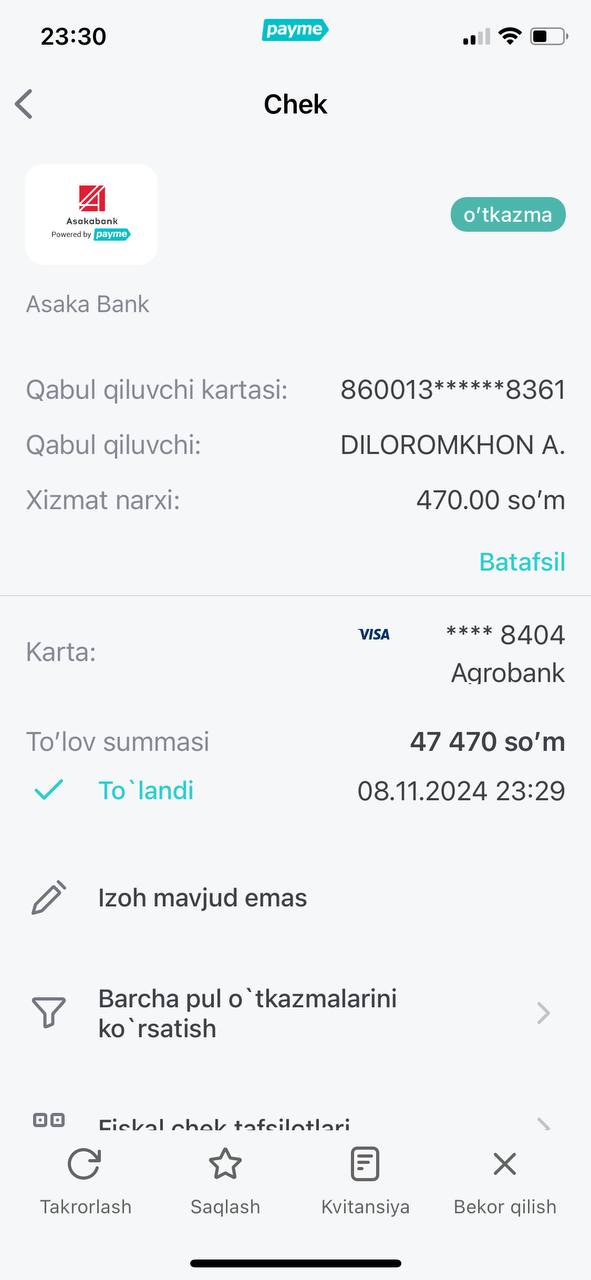 23:30
payme
Chek
Asakabank
Powered by payme
o’tkazma
Asaka Bank
Qabul qiluvchi kartasi: 860013******8361
Qabul qiluvchi: DILOROMKHON A.
Xizmat narxi: 470.00 so’m
Batafsil
Karta: VISA **** 8404
Agrobank
To’lov summasi 47 470 so’m
To`landi 08.11.2024 23:29
Izoh mavjud emas
Barcha pul o`tkazmalarini
ko`rsatish
Fiskal chek tafsilotlari
Takrorlash Saqlash Kvitansiya Bekor qilish